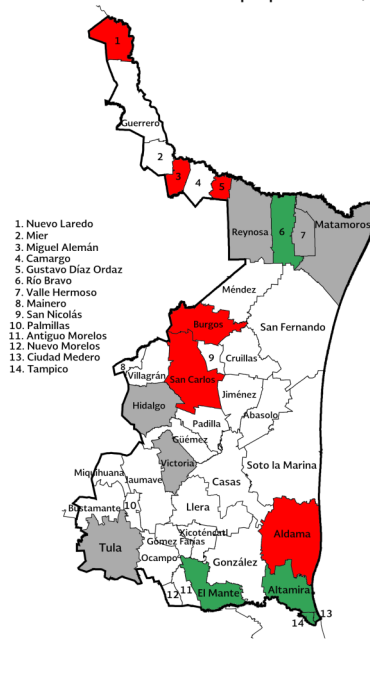 1
Guerrero
2
3
4
5
1. Nuevo Laredo
2. Mier
3. Miguel Alemán
4. Camargo
5. Gustavo Díaz Ordaz
6. Río Bravo
7. Valle Hermoso
8. Mainero
9. San Nicolás
10. Palmillas
11. Antiguo Morelos
12. Nuevo Morelos
13. Ciudad Medero
14. Tampico
Reynosa
6
7
Matamoros
Méndez
Burgos
San Fernando
9
Cruillas
8
Villagrán
San Carlos
Jiménez
Hidalgo
Abasolo
Padilla
Güémez
Victoria
Soto la Marina
Miquihuana
Jaumave
Casas
Bustamante
10
Llera
Xicoténcatl
Aldama
Tula
Gómez Farías
Ocampo
González
12
11
El Mante
Altamira
14
13